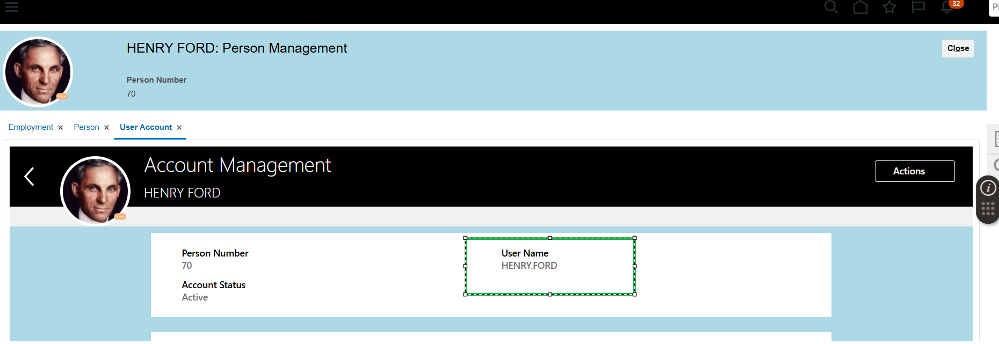 32
HENRY FORD: Person Management
Close
Person Number
70
Employment
Person
User Account
Account Management
HENRY FORD
Actions
Person Number
70
User Name
HENRY.FORD
Account Status
Active